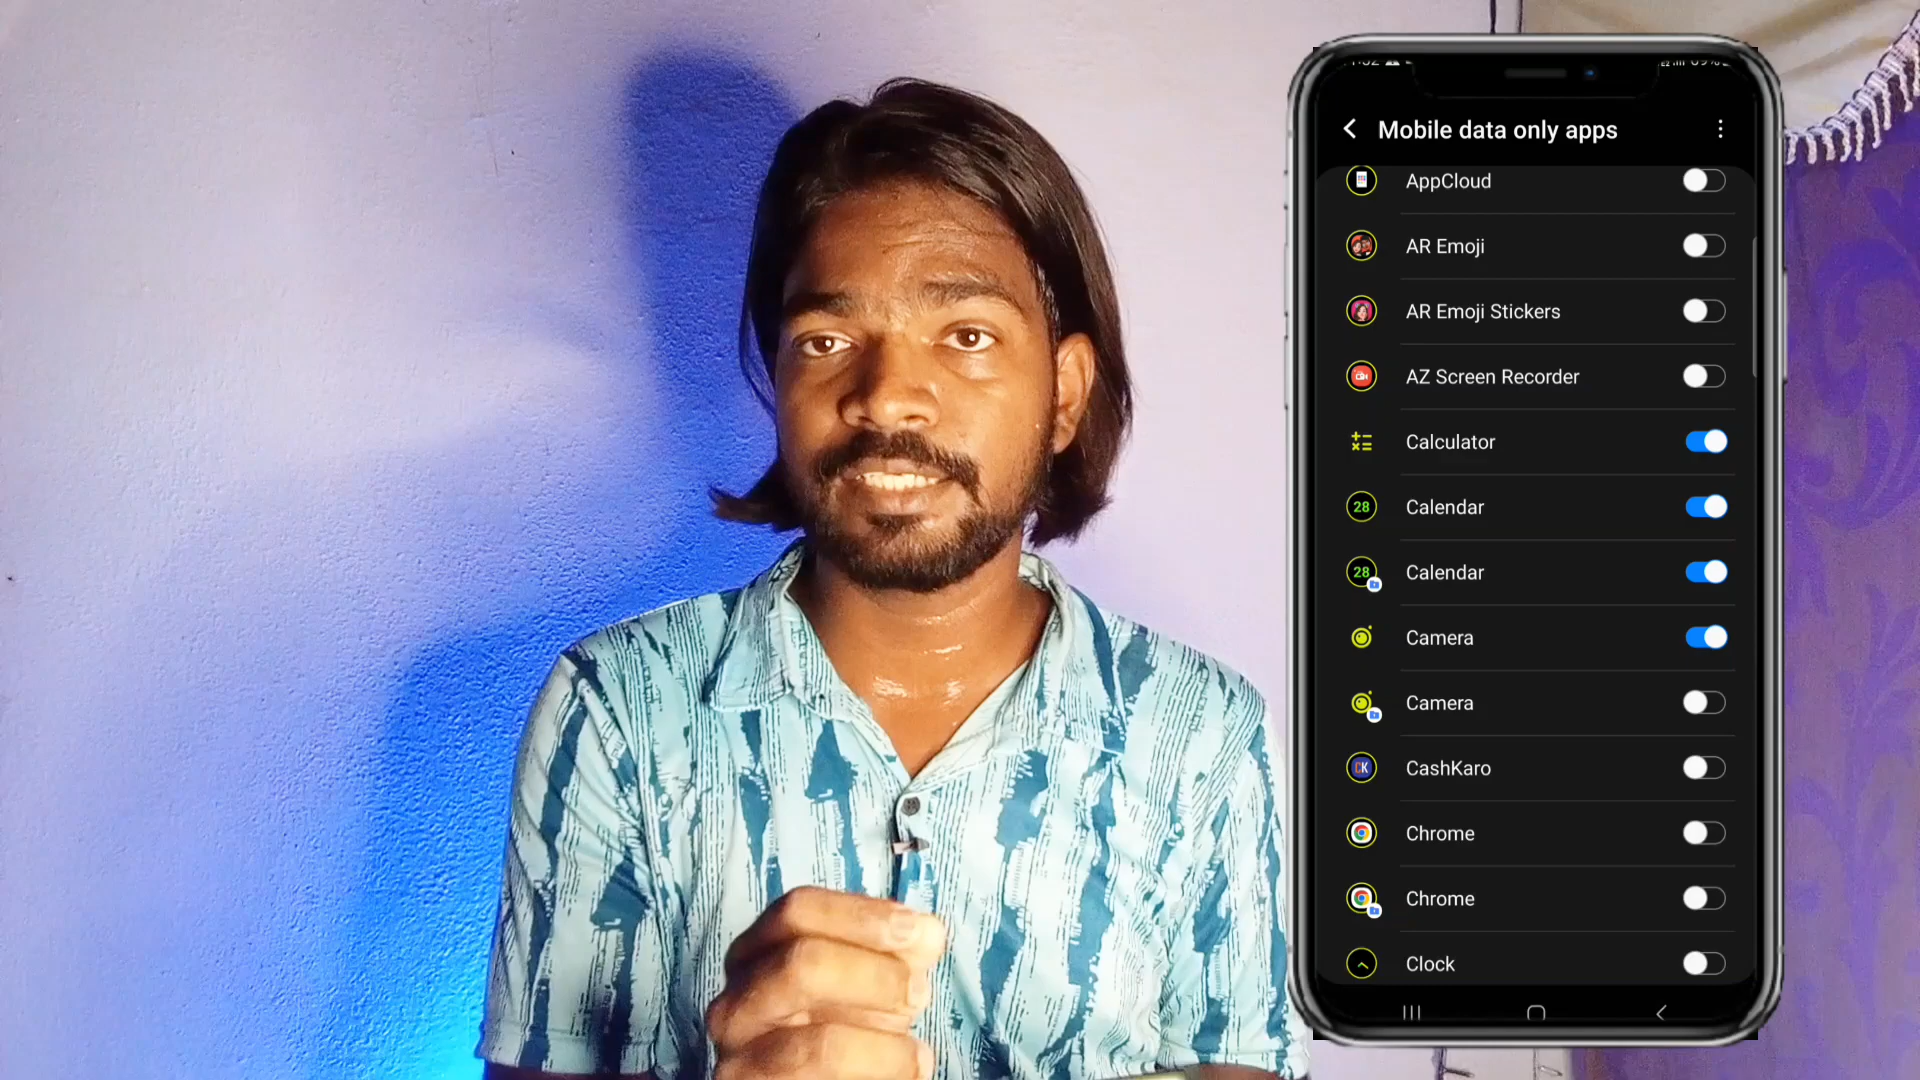 Mobile data only apps
AppCloud
AR Emoji
AR Emoji Stickers
AZ Screen Recorder
Calculator
28 Calendar
28 Calendar
Camera
Camera
CK CashKaro
Chrome
Chrome
Clock